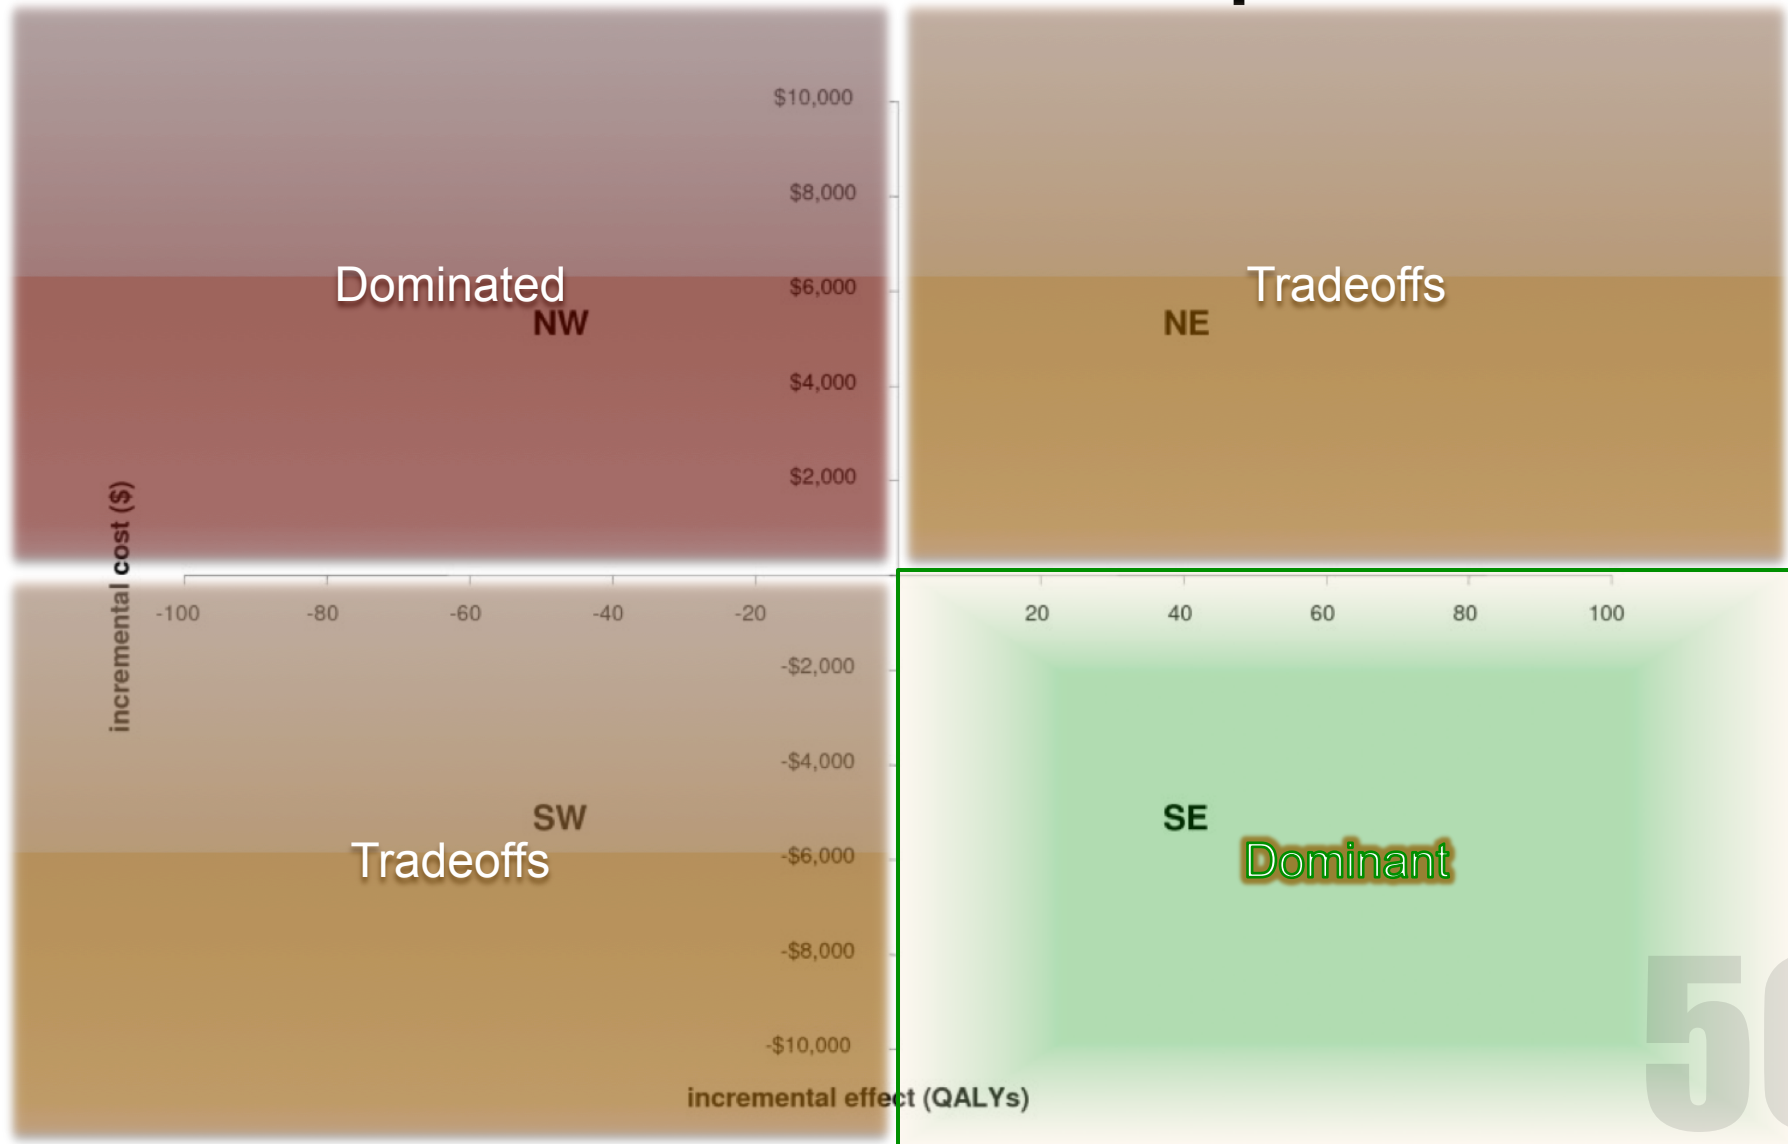 $10,000
$8,000
Dominated
Tradeoffs
$6,000
NW
NE
$4,000
$2,000
incremental cost ($)
-100
-80
-60
-40
-20
20
40
60
80
100
-$2,000
-$4,000
SW
SE
Tradeoffs
-$6,000
Dominant
-$8,000
-$10,000
incremental effect (QALYs)